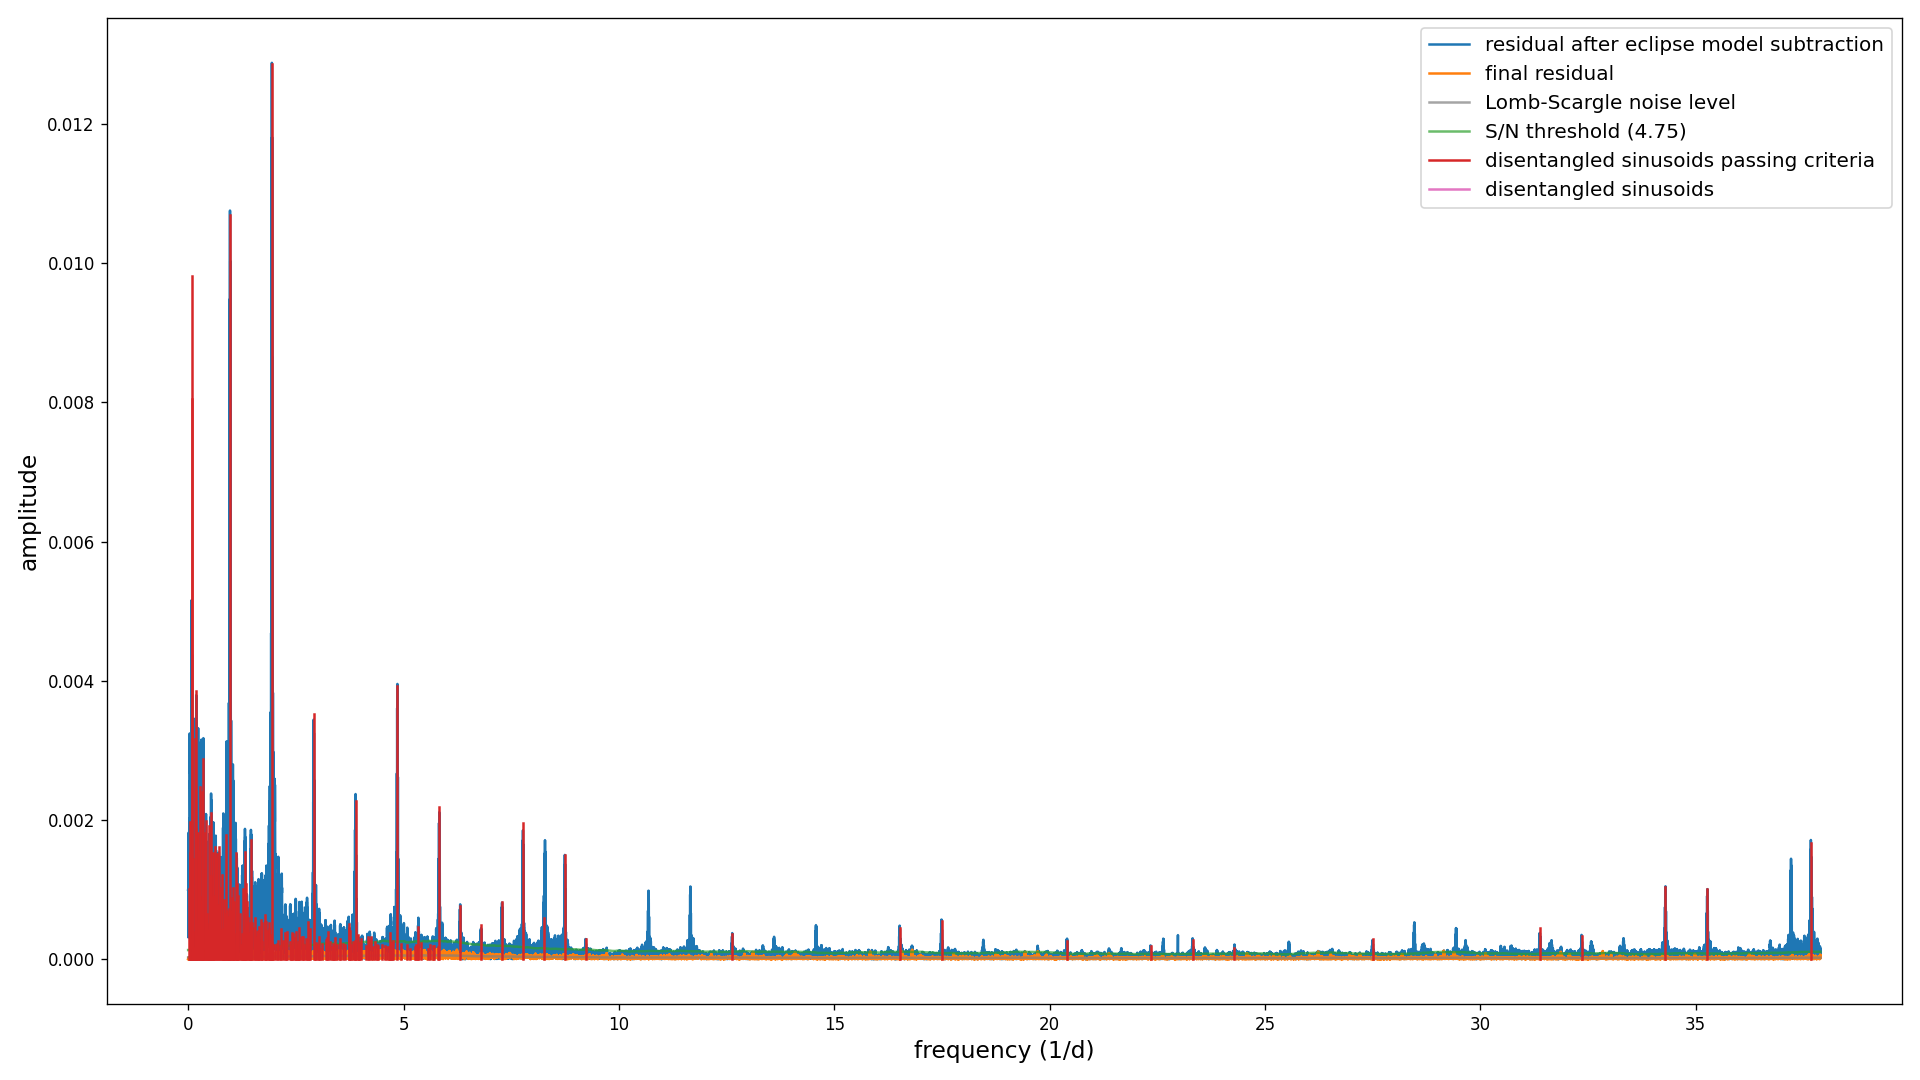 residual after eclipse model subtraction
final residual
Lomb-Scargle noise level
S/N threshold (4.75)
disentangled sinusoids passing criteria
disentangled sinusoids
amplitude
0.012
0.010
0.008
0.006
0.004
0.002
0.000
0 5 10 15 20 25 30 35
frequency (1/d)